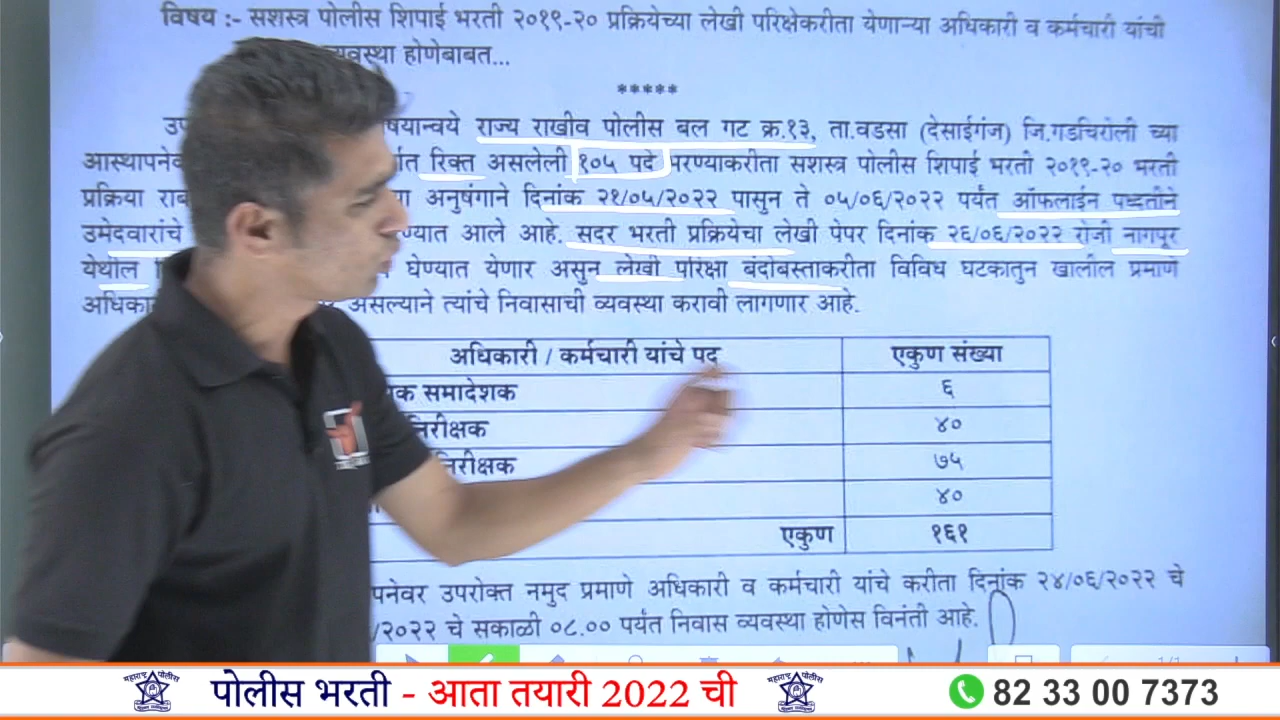 विषय :- सशस्त्र पोलीस शिपाई भरती २०१९-२० प्रक्रियेच्या लेखी परिक्षेकरीता येणाऱ्या अधिकारी व कर्मचारी यांची
व्यवस्था होणेबाबत...
*****
राज्य राखीव पोलीस बल गट क्र.१३, ता.वडसा (देसाईगंज) जि.गडचिरोली च्या
रिक्त असलेली १०५ पदे भरण्याकरीता सशस्त्र पोलीस शिपाई भरती २०१९-२० भरती
प्रक्रिया अनुषंगाने दिनांक २१/०५/२०२२ पासुन ते ०५/०६/२०२२ पर्यंत ऑफलाईन पध्दतीने
उमेदवारांचे आले आहे. सदर भरती प्रक्रियेचा लेखी पेपर दिनांक २६/०६/२०२२ रोजी नागपूर
येथील घेण्यात येणार असुन लेखी परिक्षा बंदोबस्ताकरीता विविध घटकातुन खालील प्रमाणे
असल्याने त्यांचे निवासाची व्यवस्था करावी लागणार आहे.
अधिकारी / कर्मचारी यांचे पद एकुण संख्या
समादेशक ६
निरीक्षक ४०
निरीक्षक ७५
४०
एकुण १६१
उपरोक्त नमुद प्रमाणे अधिकारी व कर्मचारी यांचे करीता दिनांक २४/०६/२०२२ चे
/२०२२ चे सकाळी ०८.०० पर्यंत निवास व्यवस्था होणेस विनंती आहे.
महाराष्ट्र पोलीस पोलीस भरती - आता तयारी 2022 ची महाराष्ट्र पोलीस 82 33 00 7373